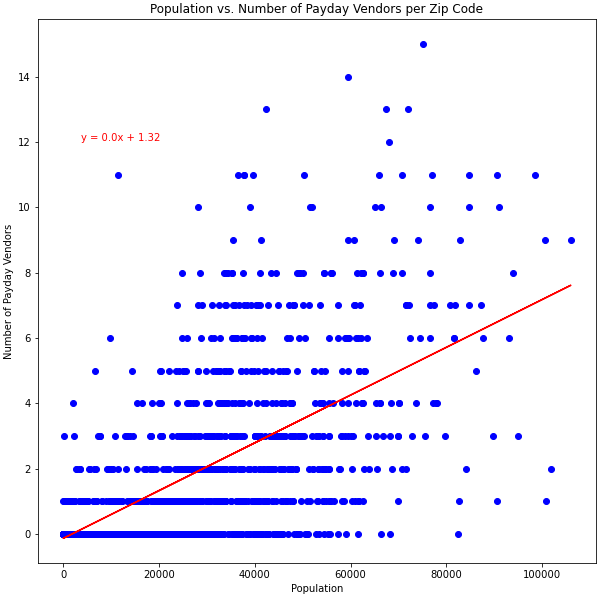 Population vs. Number of Payday Vendors per Zip Code
14
12
10
8
6
4
2
0
Number of Payday Vendors
y = 0.0x + 1.32
0 20000 40000 60000 80000 100000
Population